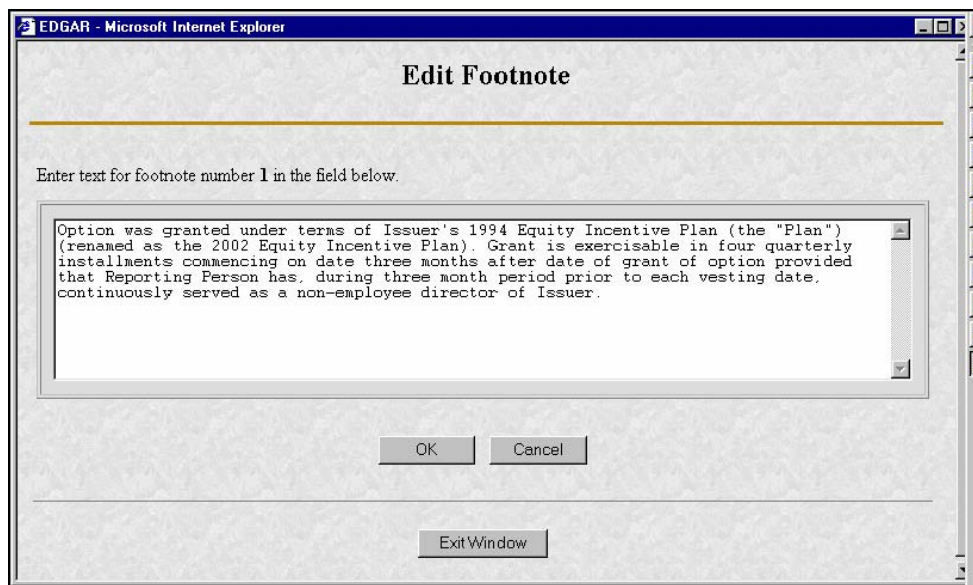 EDGAR - Microsoft Internet Explorer
Edit Footnote
Enter text for footnote number 1 in the field below.
Option was granted under terms of Issuer's 1994 Equity Incentive Plan (the "Plan")
(renamed as the 2002 Equity Incentive Plan). Grant is exercisable in four quarterly
installments commencing on date three months after date of grant of option provided
that Reporting Person has, during three month period prior to each vesting date,
continuously served as a non-employee director of Issuer.
OK Cancel
Exit Window